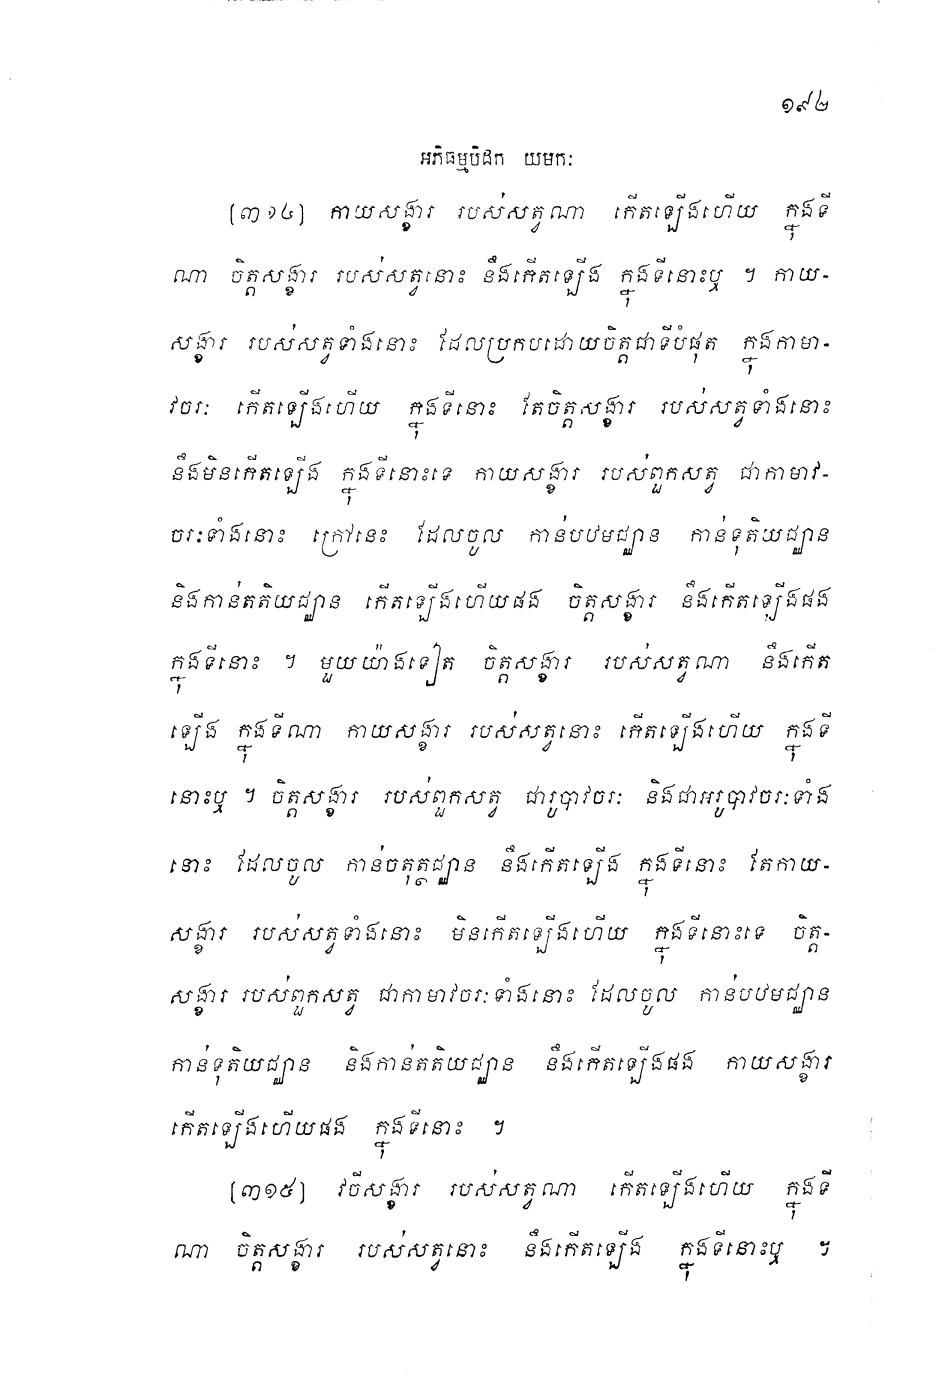 ១៩២
អភិធម្មបិដក យមកៈ
[៣១៤] កាយសង្ខារ របស់សត្វណា កើតឡើងហើយ ក្នុងទី
ណា ចិត្តសង្ខារ របស់សត្វនោះ នឹងកើតឡើង ក្នុងទីនោះឬ ។ កាយ-
សង្ខារ របស់សត្វទាំងនោះ ដែលប្រកបដោយចិត្តជាទីបំផុត ក្នុងកាមា-
វចរៈ កើតឡើងហើយ ក្នុងទីនោះ តែចិត្តសង្ខារ របស់សត្វទាំងនោះ
នឹងមិនកើតឡើង ក្នុងទីនោះទេ កាយសង្ខារ របស់ពួកសត្វ ជាកាមាវ-
ចរៈទាំងនោះ ក្រៅនេះ ដែលចូល កាន់បឋមជ្ឈាន កាន់ទុតិយជ្ឈាន
និងកាន់តតិយជ្ឈាន កើតឡើងហើយផង ចិត្តសង្ខារ នឹងកើតឡើងផង
ក្នុងទីនោះ ។ មួយយ៉ាងទៀត ចិត្តសង្ខារ របស់សត្វណា នឹងកើត
ឡើង ក្នុងទីណា កាយសង្ខារ របស់សត្វនោះ កើតឡើងហើយ ក្នុងទី
នោះឬ ។ ចិត្តសង្ខារ របស់ពួកសត្វ ជារូបាវចរៈ និងជាអរូបាវចរៈទាំង
នោះ ដែលចូល កាន់ចតុត្ថជ្ឈាន នឹងកើតឡើង ក្នុងទីនោះ តែកាយ-
សង្ខារ របស់សត្វទាំងនោះ មិនកើតឡើងហើយ ក្នុងទីនោះទេ ចិត្ត-
សង្ខារ របស់ពួកសត្វ ជាកាមាវចរៈទាំងនោះ ដែលចូល កាន់បឋមជ្ឈាន
កាន់ទុតិយជ្ឈាន និងកាន់តតិយជ្ឈាន នឹងកើតឡើងផង កាយសង្ខារ
កើតឡើងហើយផង ក្នុងទីនោះ ។
[៣១៥] វចីសង្ខារ របស់សត្វណា កើតឡើងហើយ ក្នុងទី
ណា ចិត្តសង្ខារ របស់សត្វនោះ នឹងកើតឡើង ក្នុងទីនោះឬ ។